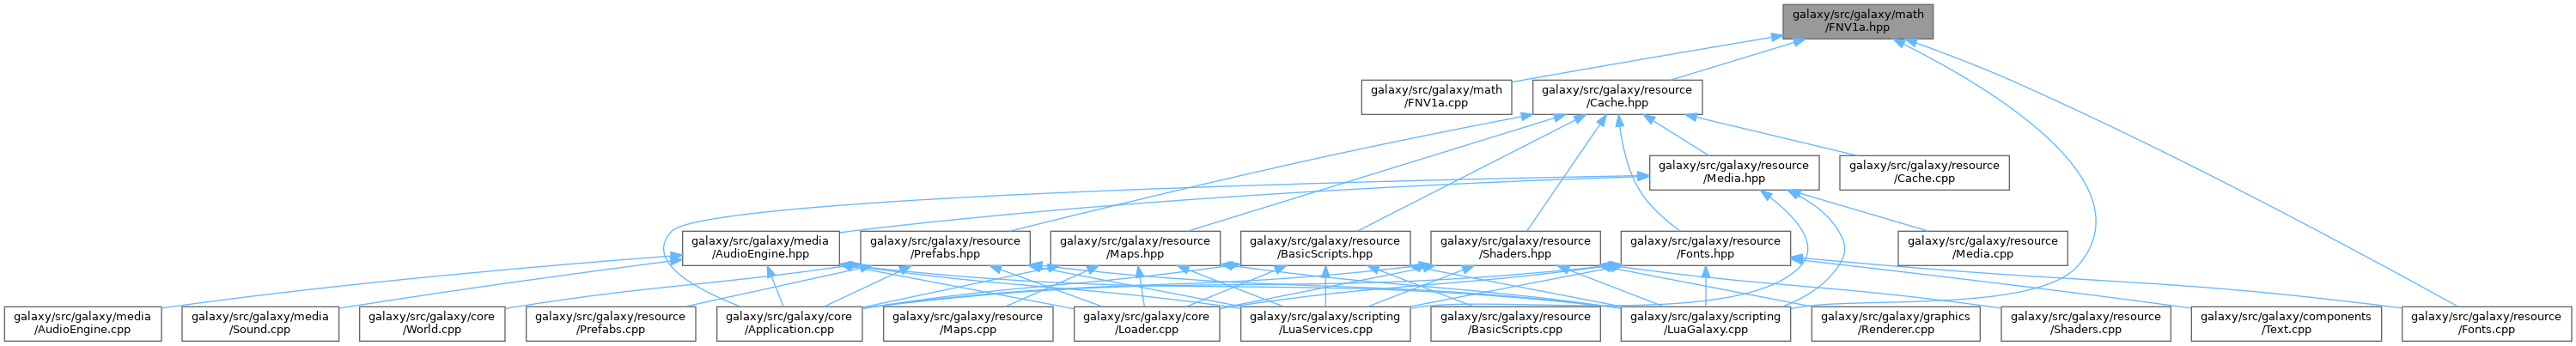 galaxy/src/galaxy/math
/FNV1a.hpp
galaxy/src/galaxy/math
/FNV1a.cpp
galaxy/src/galaxy/resource
/Cache.hpp
galaxy/src/galaxy/resource
/Media.hpp
galaxy/src/galaxy/resource
/Cache.cpp
galaxy/src/galaxy/media
/AudioEngine.hpp
galaxy/src/galaxy/resource
/Prefabs.hpp
galaxy/src/galaxy/resource
/Maps.hpp
galaxy/src/galaxy/resource
/BasicScripts.hpp
galaxy/src/galaxy/resource
/Shaders.hpp
galaxy/src/galaxy/resource
/Fonts.hpp
galaxy/src/galaxy/resource
/Media.cpp
galaxy/src/galaxy/media
/AudioEngine.cpp
galaxy/src/galaxy/media
/Sound.cpp
galaxy/src/galaxy/core
/World.cpp
galaxy/src/galaxy/resource
/Prefabs.cpp
galaxy/src/galaxy/core
/Application.cpp
galaxy/src/galaxy/resource
/Maps.cpp
galaxy/src/galaxy/core
/Loader.cpp
galaxy/src/galaxy/scripting
/LuaServices.cpp
galaxy/src/galaxy/resource
/BasicScripts.cpp
galaxy/src/galaxy/scripting
/LuaGalaxy.cpp
galaxy/src/galaxy/graphics
/Renderer.cpp
galaxy/src/galaxy/resource
/Shaders.cpp
galaxy/src/galaxy/components
/Text.cpp
galaxy/src/galaxy/resource
/Fonts.cpp